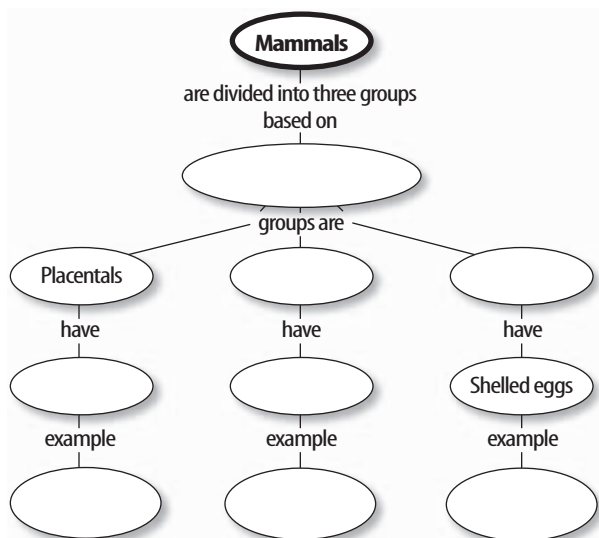 Mammals
are divided into three groups
based on
groups are
Placentals
have
have
have
Shelled eggs
example
example
example